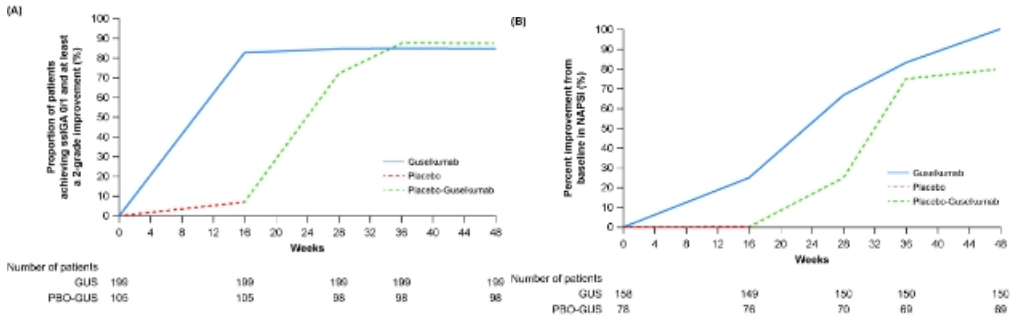 (A)
Proportion of patients
achieving ssIGA 0/1 and at least
a 2-grade improvement (%)
100
90
80
70
60
50
40
30
20
10
0
Guselkumab
Placebo
Placebo-Guselkumab
0 4 8 12 16 20 24 28 32 36 40 44 48
Weeks
Number of patients
GUS 199 199 199 199 199
PBO-GUS 105 105 98 98 98
(B)
Percent improvement from
baseline in NAPSI (%)
100
90
80
70
60
50
40
30
20
10
0
Guselkumab
Placebo
Placebo-Guselkumab
0 4 8 12 16 20 24 28 32 36 40 44 48
Weeks
Number of patients
GUS 158 149 150 150 150
PBO-GUS 78 76 70 69 69